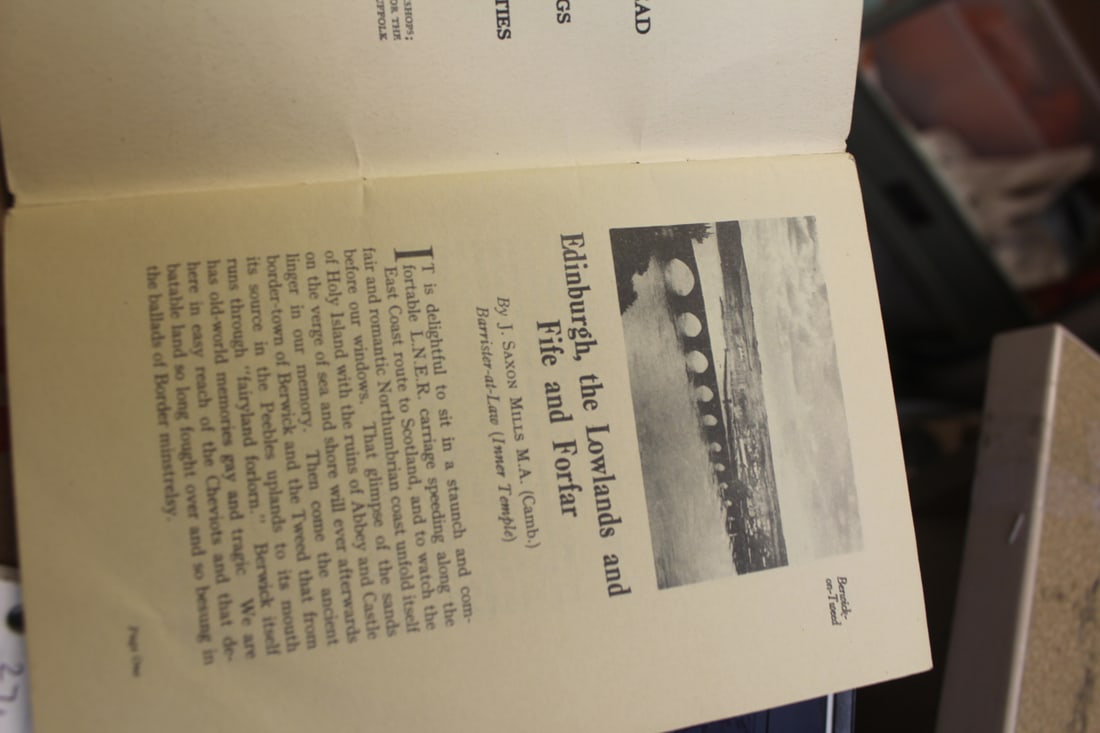 EAD
GS
TIES
SHOPS;
OR THE
UFFOLK
Berwick-
on-Tweed
Edinburgh, the Lowlands and
Fife and Forfar
By J. SAXON MILLS M.A. (Camb.)
Barrister-at-Law (Inner Temple)
IT is delightful to sit in a staunch and com-
fortable L.N.E.R. carriage speeding along the
East Coast route to Scotland, and to watch the
fair and romantic Northumbrian coast unfold itself
before our windows. That glimpse of the sands
of Holy Island with the ruins of Abbey and Castle
on the verge of sea and shore will ever afterwards
linger in our memory. Then come the ancient
border-town of Berwick and the Tweed that from
its source in the Peebles uplands to its mouth
runs through "fairyland forlorn." Berwick itself
has old-world memories gay and tragic We are
here in easy reach of the Cheviots and that de-
batable land so long fought over and so besung in
the ballads of Border minstrelsy.
Page One
27.